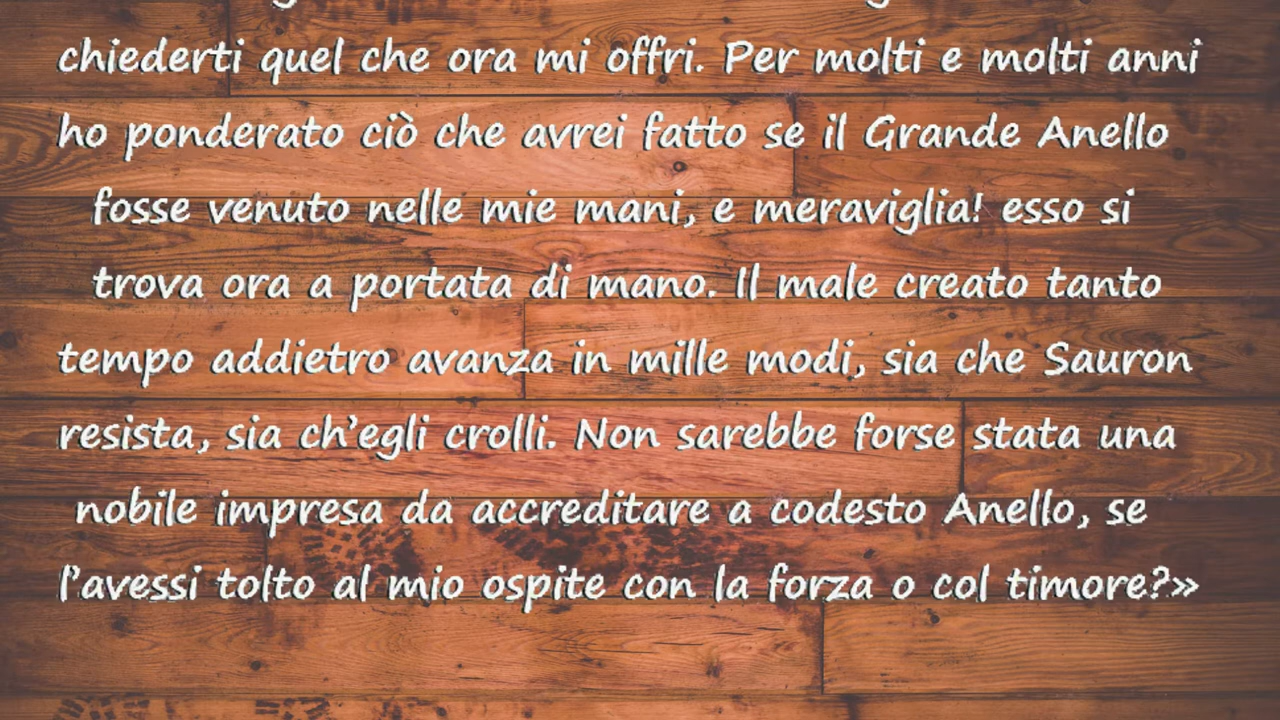 chiederti quel che ora mi offri. Per molti e molti anni
ho ponderato ciò che avrei fatto se il Grande Anello
fosse venuto nelle mie mani, e meraviglia! esso si
trova ora a portata di mano. Il male creato tanto
tempo addietro avanza in mille modi, sia che Sauron
resista, sia ch'egli crolli. Non sarebbe forse stata una
nobile impresa da accreditare a codesto Anello, se
l'avessi tolto al mio ospite con la forza o col timore?»